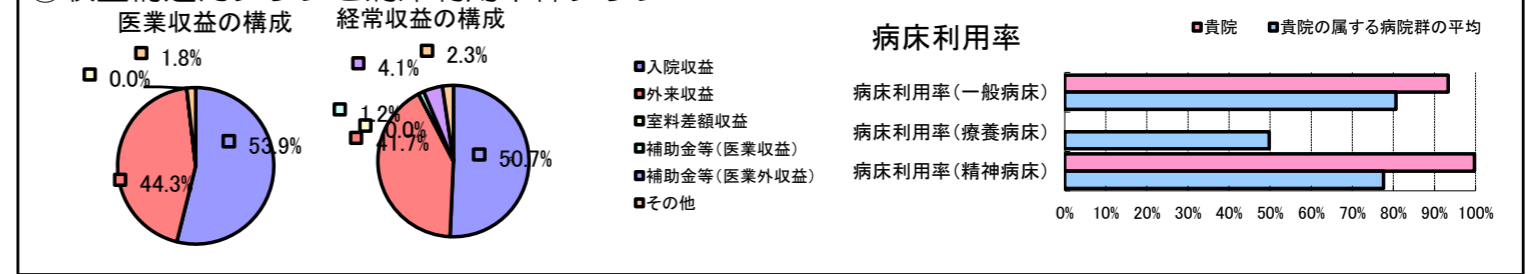 医業収益の構成
1.8%
0.0%
53.9%
44.3%
経常収益の構成
2.3%
4.1%
1.2%
0.0%
41.7%
50.7%
入院収益
外来収益
室料差額収益
補助金等(医業収益)
補助金等(医業外収益)
その他
病床利用率
貴院 貴院の属する病院群の平均
病床利用率(一般病床)
病床利用率(療養病床)
病床利用率(精神病床)
0% 10% 20% 30% 40% 50% 60% 70% 80% 90% 100%